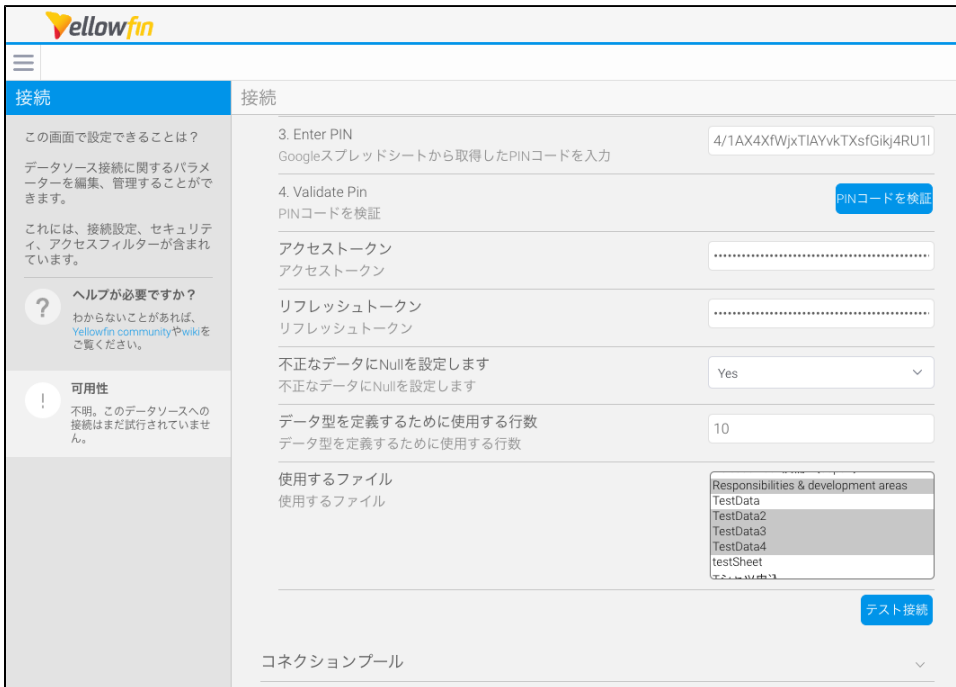 Yellowfin
接続
接続
この画面で設定できることは？
データソース接続に関するパラメ
ーターを編集、管理することがで
きます。
これには、接続設定、セキュリテ
ィ、アクセスフィルターが含まれ
ています。
?
ヘルプが必要ですか？
わからないことがあれば、
Yellowfin communityやwikiを
ご覧ください。
!
可用性
不明。このデータソースへの
接続はまだ試行されていませ
ん。
3. Enter PIN
Googleスプレッドシートから取得したPINコードを入力
4/1AX4XfWjxTlAYvkTXsfGikj4RU1l
4. Validate Pin
PINコードを検証
PINコードを検証
アクセストークン
アクセストークン
リフレッシュトークン
リフレッシュトークン
不正なデータにNullを設定します
不正なデータにNullを設定します
Yes
データ型を定義するために使用する行数
データ型を定義するために使用する行数
10
使用するファイル
使用するファイル
Responsibilities & development areas
TestData
TestData2
TestData3
TestData4
testSheet
テスト接続
コネクションプール